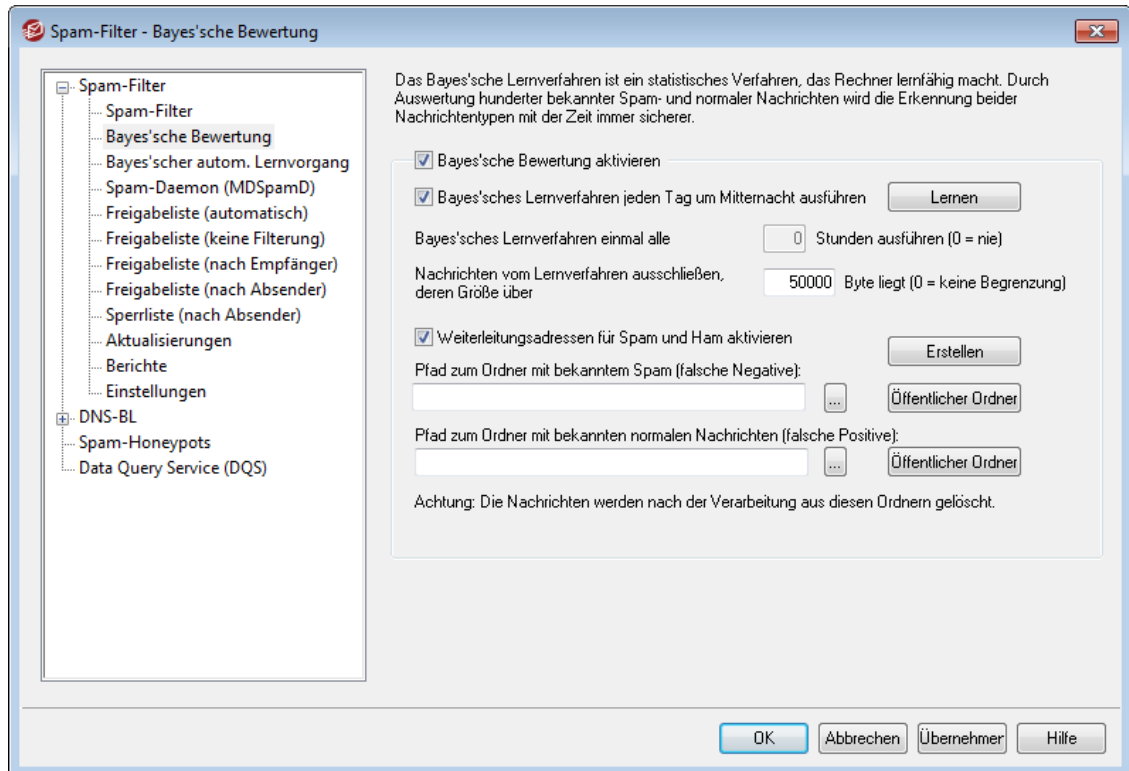 Spam-Filter - Bayes'sche Bewertung
Spam-Filter
Spam-Filter
Bayes'sche Bewertung
Bayes'scher autom. Lernvorgang
Spam-Daemon (MDSpamD)
Freigabeliste (automatisch)
Freigabeliste (keine Filterung)
Freigabeliste (nach Empfänger)
Freigabeliste (nach Absender)
Sperrliste (nach Absender)
Aktualisierungen
Berichte
Einstellungen
DNS-BL
Spam-Honeypots
Data Query Service (DQS)
Das Bayes'sche Lernverfahren ist ein statistisches Verfahren, das Rechner lernfähig macht. Durch
Auswertung hunderter bekannter Spam- und normaler Nachrichten wird die Erkennung beider
Nachrichtentypen mit der Zeit immer sicherer.
Bayes'sche Bewertung aktivieren
Bayes'sches Lernverfahren jeden Tag um Mitternacht ausführen Lernen
Bayes'sches Lernverfahren einmal alle 0 Stunden ausführen (0 = nie)
Nachrichten vom Lernverfahren ausschließen,
deren Größe über 50000 Byte liegt (0 = keine Begrenzung)
Weiterleitungsadressen für Spam und Ham aktivieren
Erstellen
Pfad zum Ordner mit bekanntem Spam (falsche Negative):
... Öffentlicher Ordner
Pfad zum Ordner mit bekannten normalen Nachrichten (falsche Positive):
... Öffentlicher Ordner
Achtung: Die Nachrichten werden nach der Verarbeitung aus diesen Ordnern gelöscht.
OK Abbrechen Übernehmer Hilfe